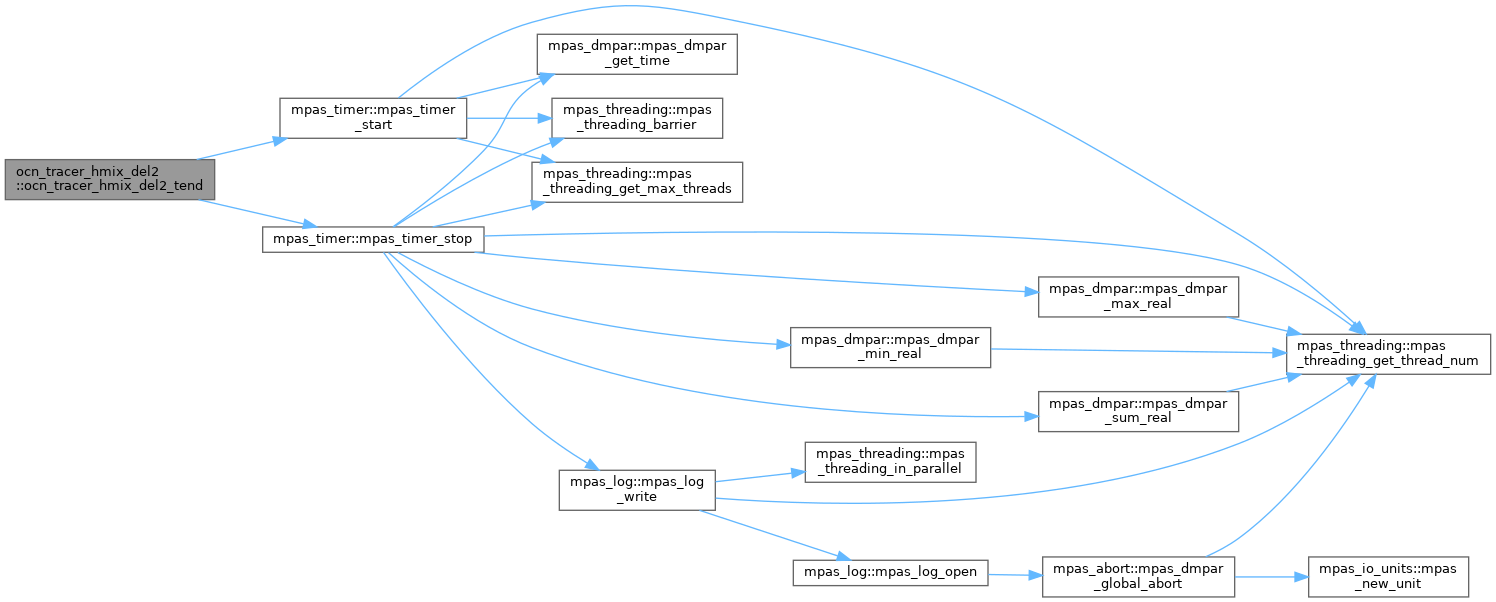 mpas_dmpar::mpas_dmpar
_get_time
mpas_timer::mpas_timer
_start
mpas_threading::mpas
_threading_barrier
ocn_tracer_hmix_del2
::ocn_tracer_hmix_del2_tend
mpas_threading::mpas
_threading_get_max_threads
mpas_timer::mpas_timer_stop
mpas_dmpar::mpas_dmpar
_max_real
mpas_dmpar::mpas_dmpar
_min_real
mpas_threading::mpas
_threading_get_thread_num
mpas_dmpar::mpas_dmpar
_sum_real
mpas_threading::mpas
_threading_in_parallel
mpas_log::mpas_log
_write
mpas_log::mpas_log_open
mpas_abort::mpas_dmpar
_global_abort
mpas_io_units::mpas
_new_unit